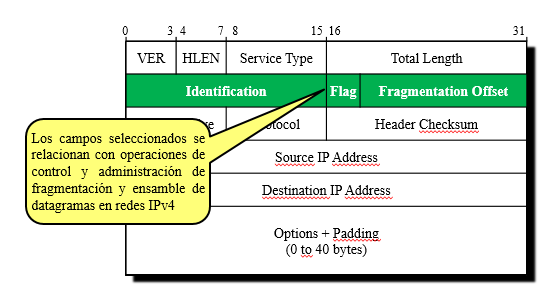 0 3 4 7 8 15 16 31
VER HLEN Service Type Total Length
Identification Flag Fragmentation Offset
Header Checksum
Source IP Address
Destination IP Address
Options + Padding
(0 to 40 bytes)
Los campos seleccionados se
relacionan con operaciones de
control y administración de
fragmentación y ensamble de
datagramas en redes IPv4